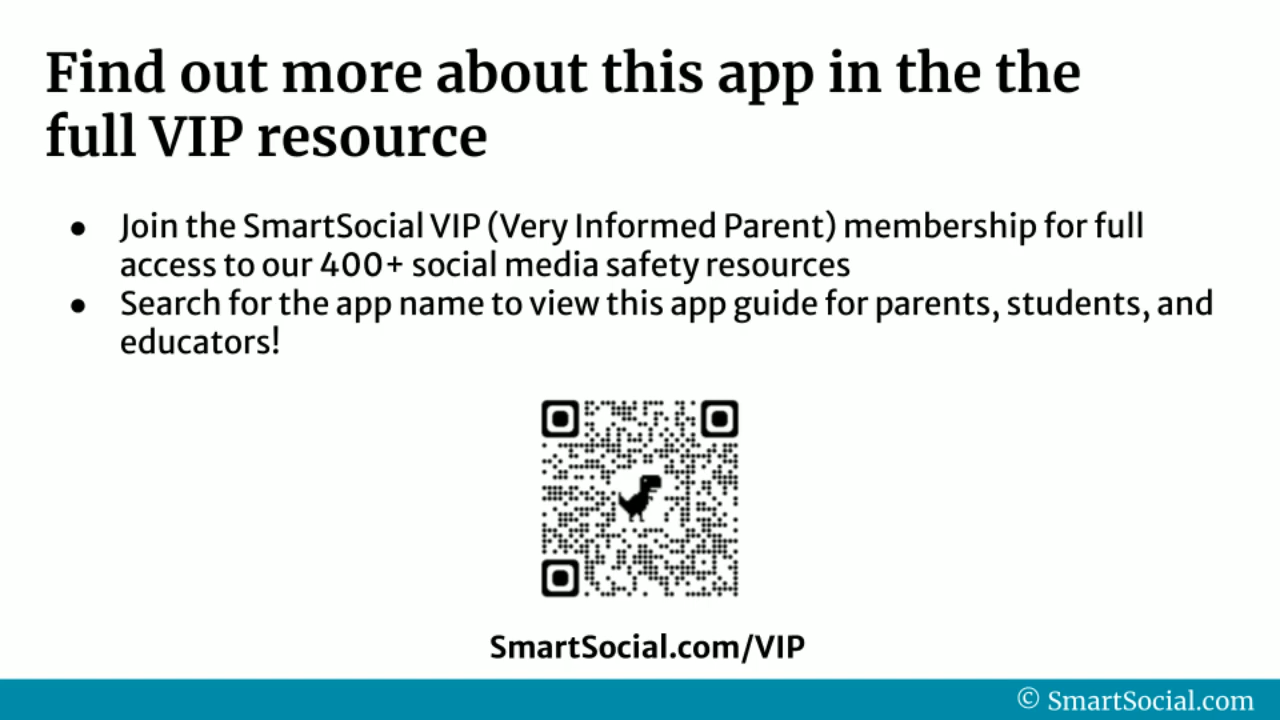 Find out more about this app in the the
full VIP resource
● Join the SmartSocial VIP (Very Informed Parent) membership for full
access to our 400+ social media safety resources
● Search for the app name to view this app guide for parents, students, and
educators!
SmartSocial.com/VIP
© SmartSocial.com